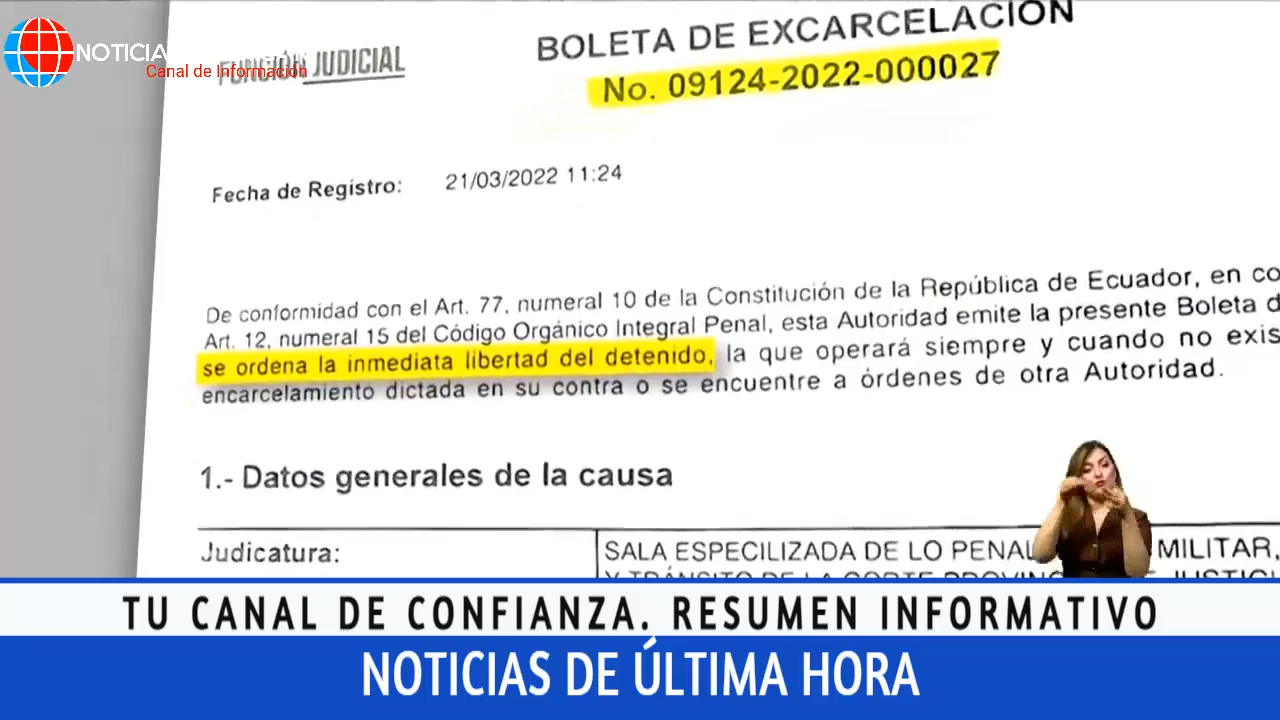 NOTICIA
Canal de Información
FUNCIÓN JUDICIAL
BOLETA DE EXCARCELACIÓN
No. 09124-2022-000027
Fecha de Registro: 21/03/2022 11:24
De conformidad con el Art. 77, numeral 10 de la Constitución de la República de Ecuador, en co
Art. 12, numeral 15 del Código Orgánico Integral Penal, esta Autoridad emite la presente Boleta d
se ordena la inmediata libertad del detenido, la que operará siempre y cuando no exis
encarcelamiento dictada en su contra o se encuentre a órdenes de otra Autoridad.
1.- Datos generales de la causa
Judicatura: SALA ESPECILIZADA DE LO PENAL MILITAR,
Y TRÁNSITO DE LA CORTE
TU CANAL DE CONFIANZA. RESUMEN INFORMATIVO
NOTICIAS DE ÚLTIMA HORA